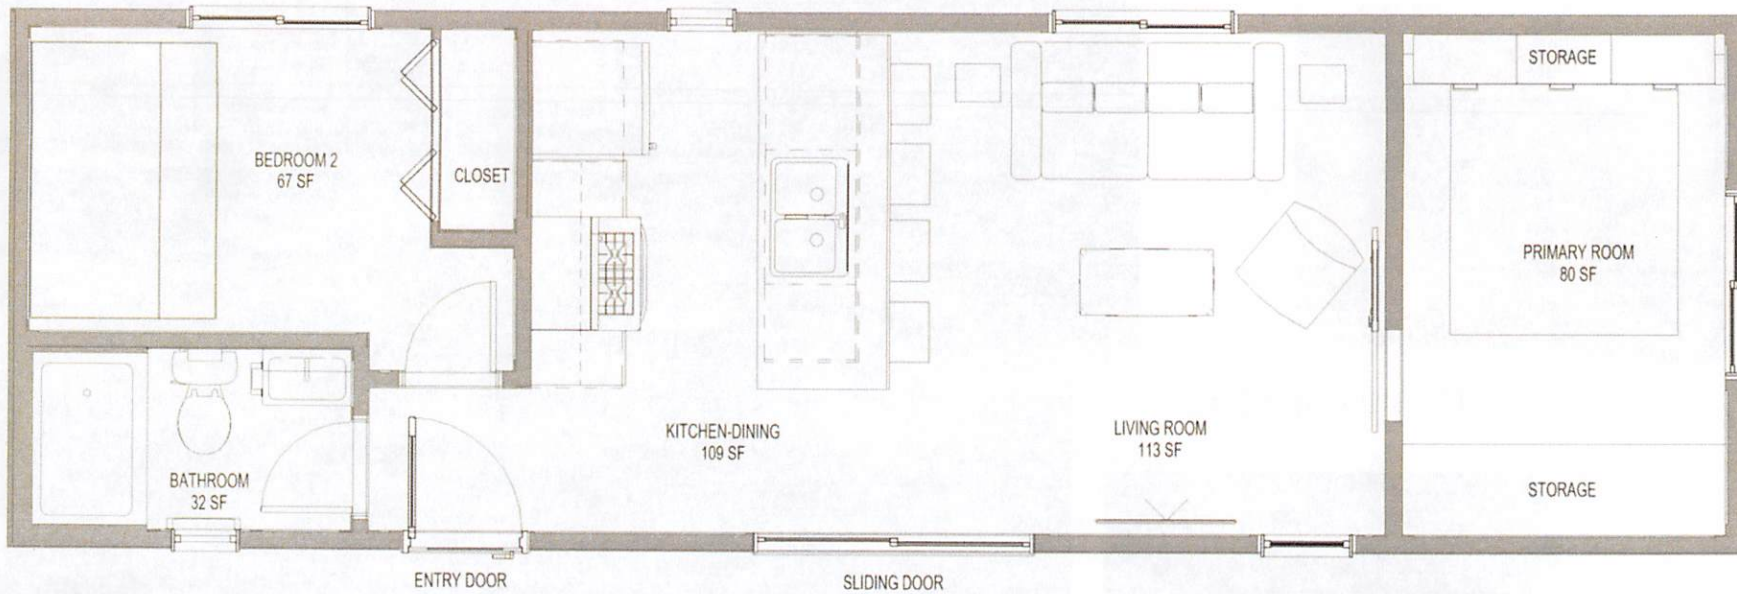 STORAGE
BEDROOM 2
67 SF
CLOSET
PRIMARY ROOM
80 SF
KITCHEN-DINING
109 SF
LIVING ROOM
113 SF
BATHROOM
32 SF
STORAGE
ENTRY DOOR
SLIDING DOOR